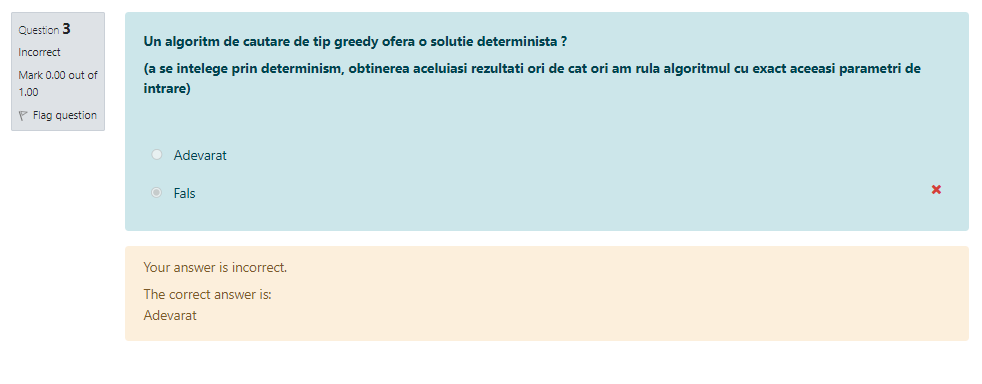 Question 3
Incorrect
Mark 0.00 out of
1.00
Flag question
Un algoritm de cautare de tip greedy ofera o solutie determinista ?
(a se intelege prin determinism, obtinerea aceluiasi rezultati ori de cat ori am rula algoritmul cu exact aceeasi parametri de
intrare)
Adevarat
Fals
Your answer is incorrect.
The correct answer is:
Adevarat